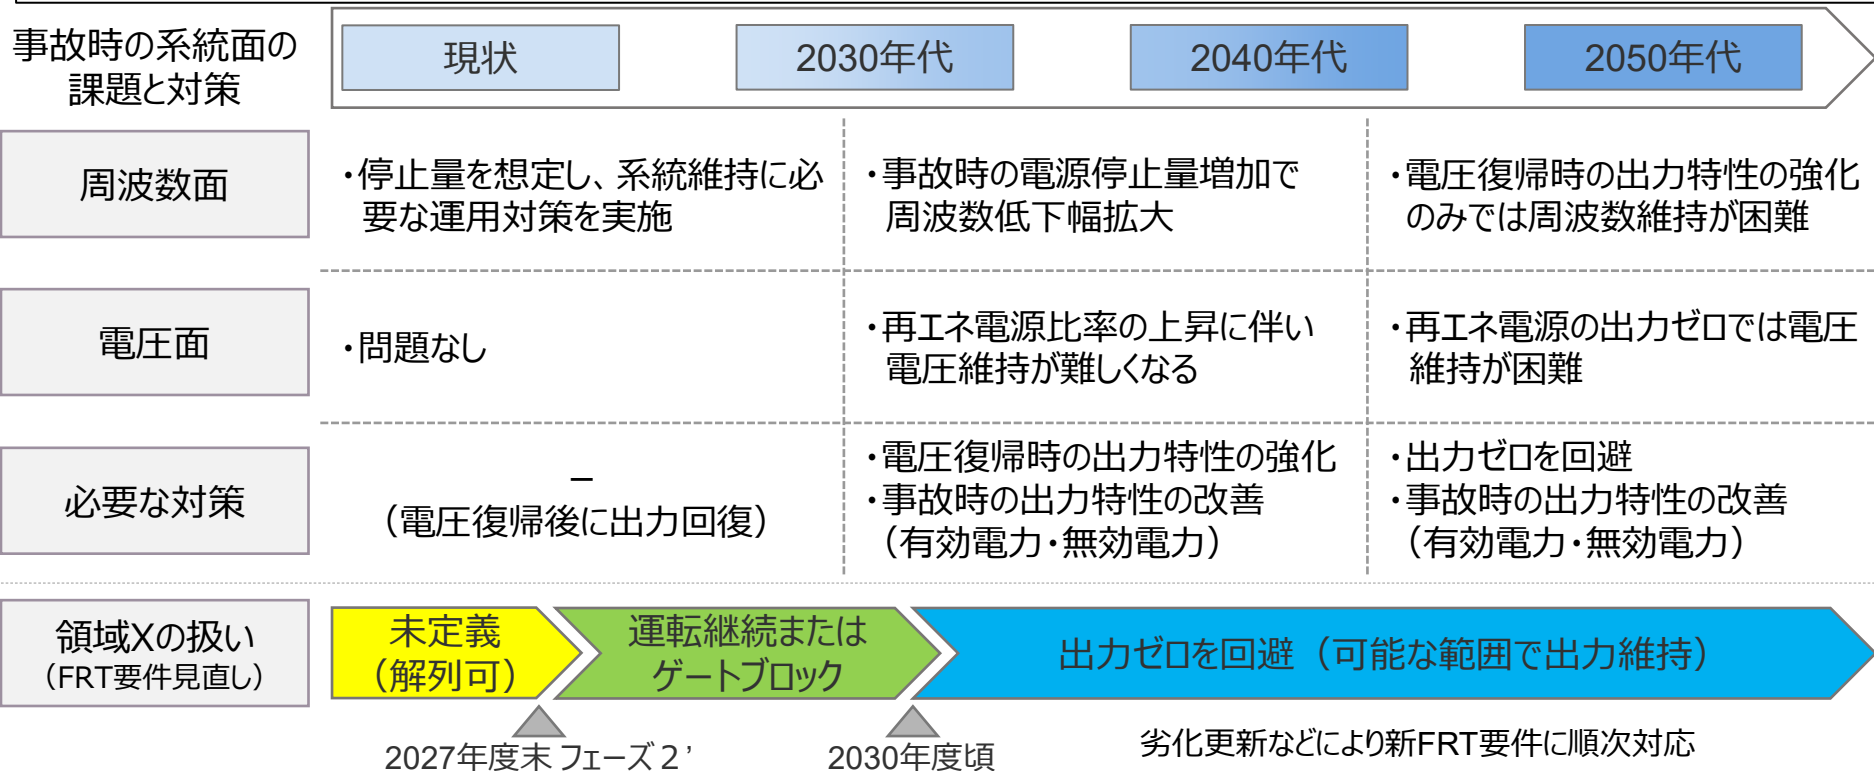 事故時の系統面の
課題と対策
現状
2030年代
2040年代
2050年代
周波数面
・停止量を想定し、系統維持に必
要な運用対策を実施
・事故時の電源停止量増加で
周波数低下幅拡大
・電圧復帰時の出力特性の強化
のみでは周波数維持が困難
電圧面
・問題なし
・再エネ電源比率の上昇に伴い
電圧維持が難しくなる
・再エネ電源の出力ゼロでは電圧
維持が困難
必要な対策
－
（電圧復帰後に出力回復）
・電圧復帰時の出力特性の強化
・事故時の出力特性の改善
（有効電力・無効電力）
・出力ゼロを回避
・事故時の出力特性の改善
（有効電力・無効電力）
領域Xの扱い
（FRT要件見直し）
未定義
（解列可）
運転継続または
ゲートブロック
出力ゼロを回避（可能な範囲で出力維持）
2027年度末 フェーズ２’
2030年度頃
劣化更新などにより新FRT要件に順次対応